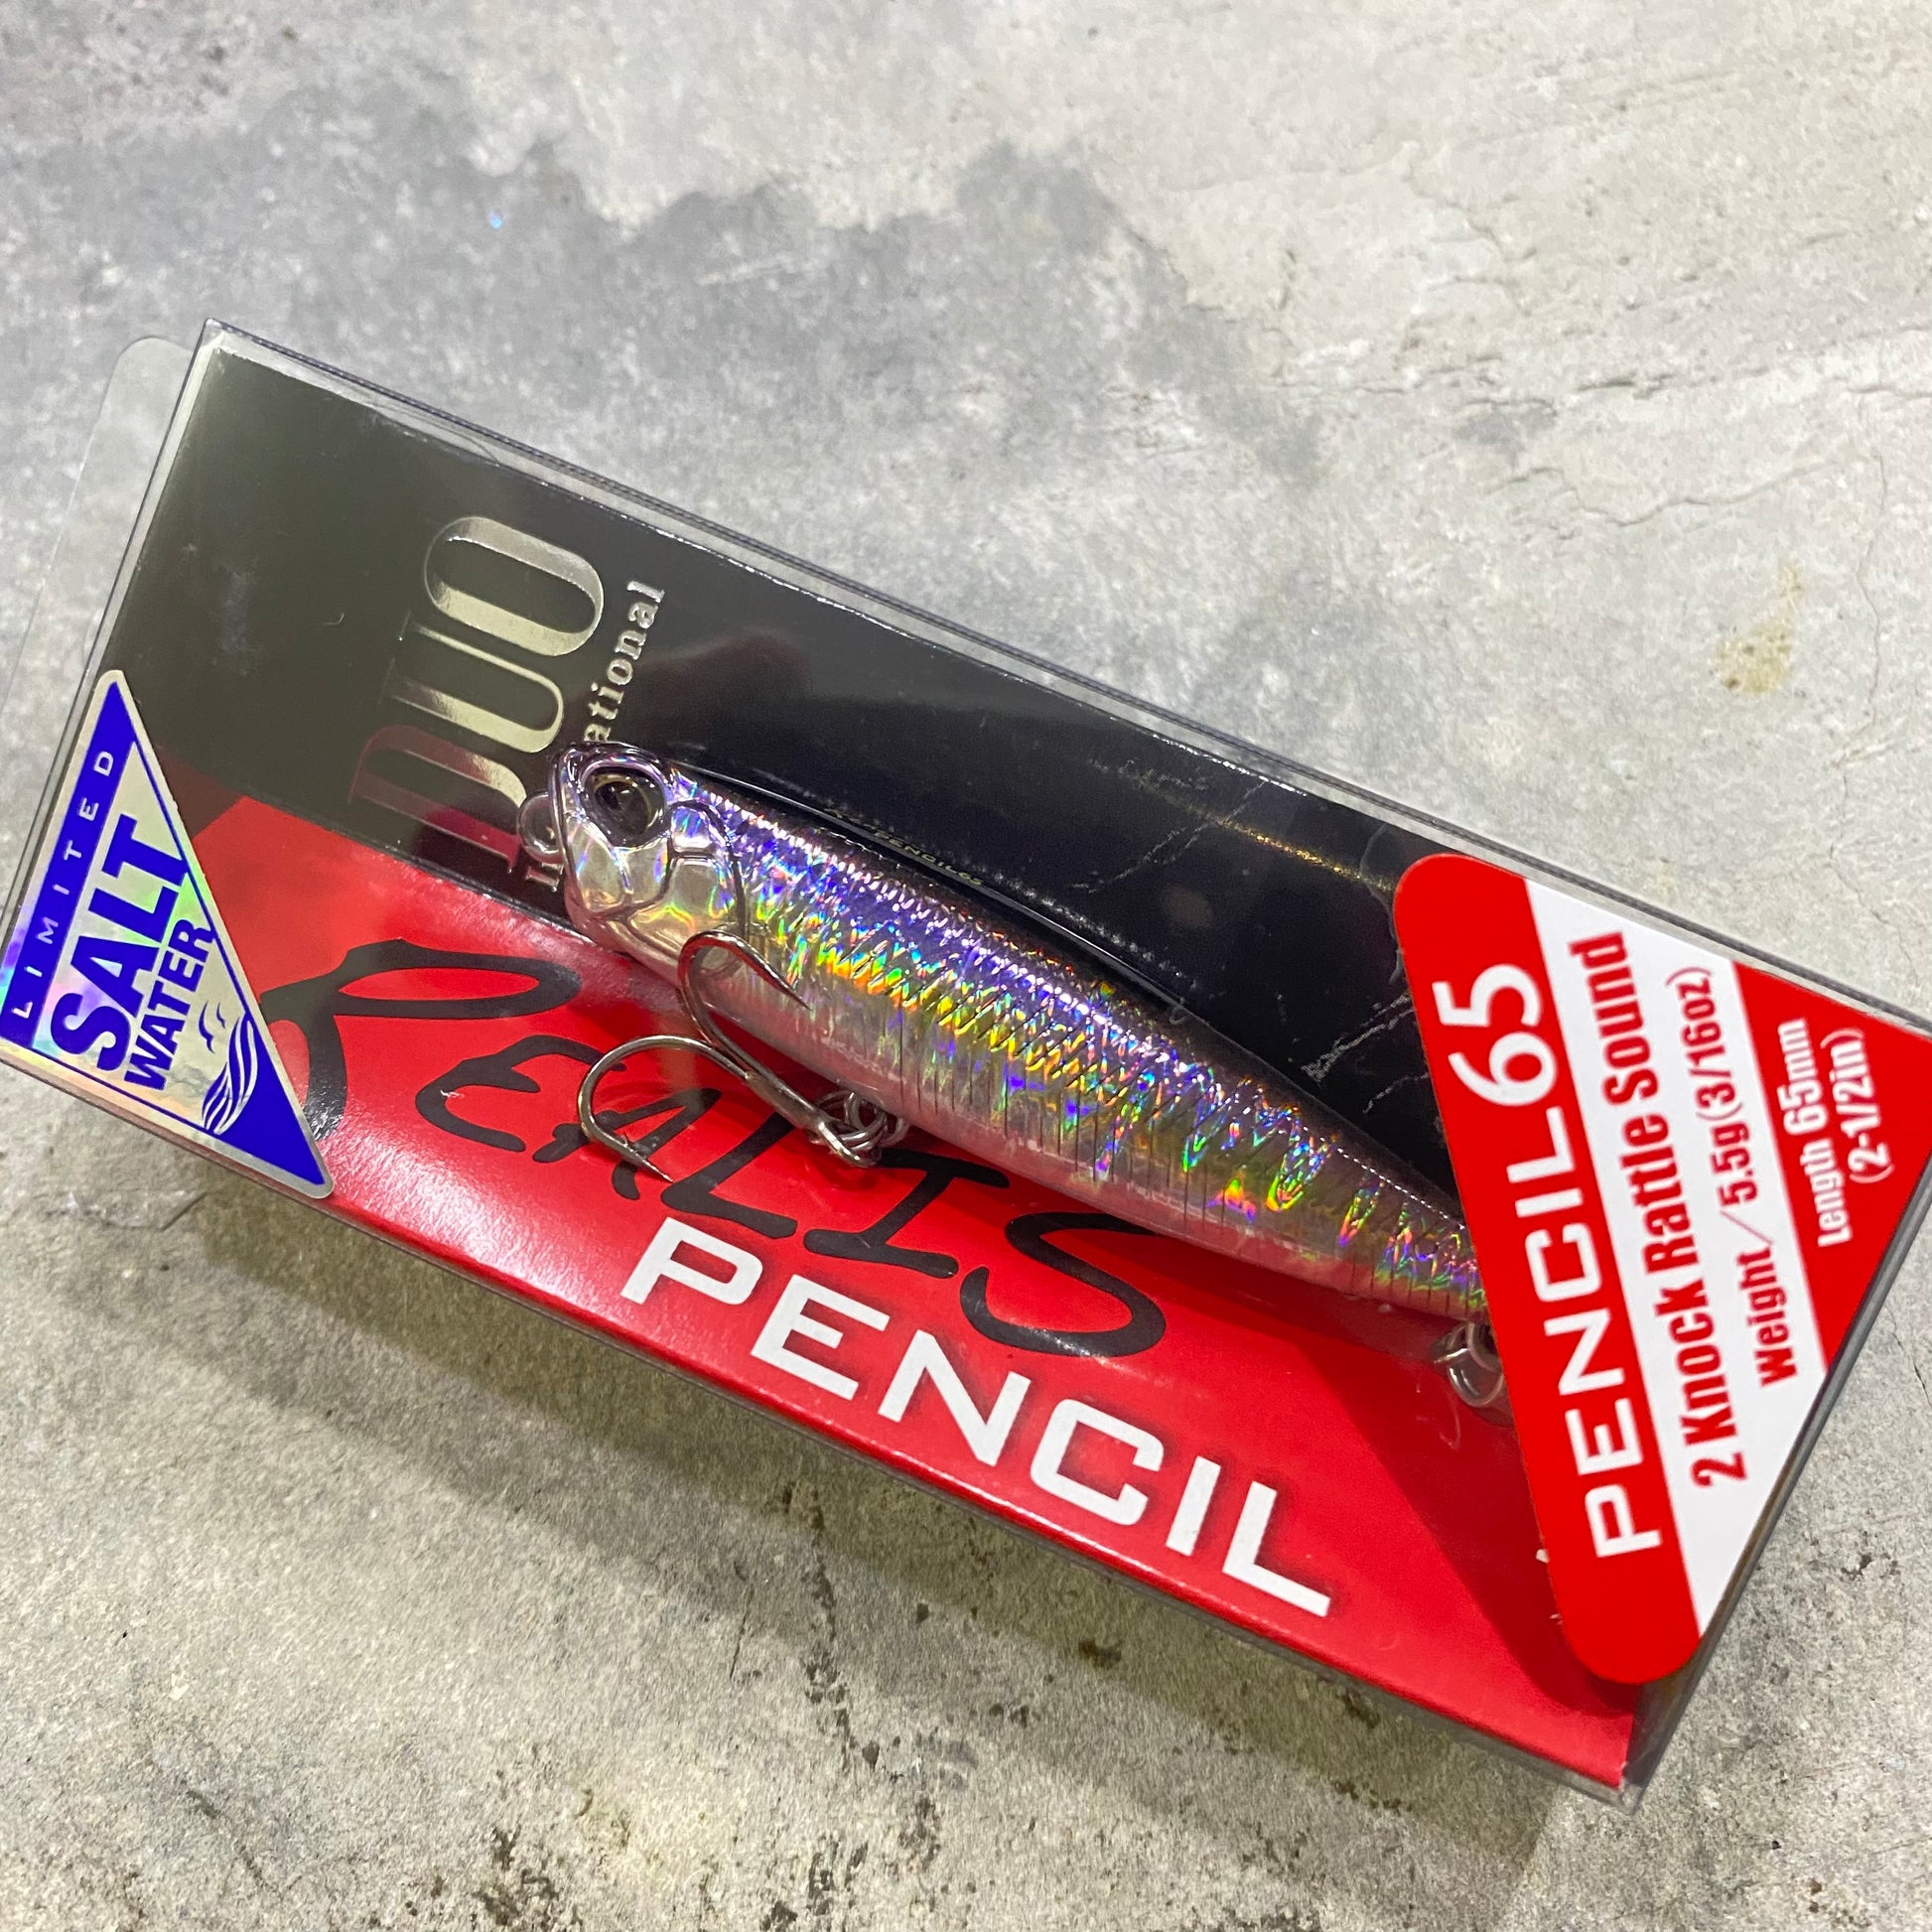 DUO
LIMITED
SALT
WATER
REALIS
PENCIL
PENCIL65
2 Knock Rattle Sound
Weight／5.5g(3/16oz)
Length 65mm
(2-1/2in)